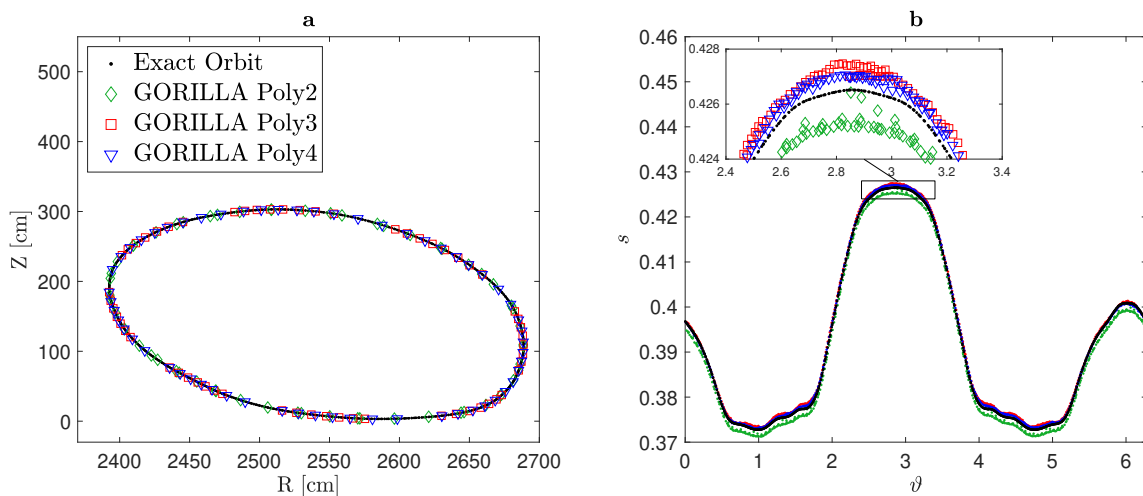 a
500
400
300
200
100
0
Z [cm]
Exact Orbit
GORILLA Poly2
GORILLA Poly3
GORILLA Poly4
2400 2450 2500 2550 2600 2650 2700
R [cm]
b
0.46
0.45
0.44
0.43
0.42
0.41
0.4
0.39
0.38
0.37
s
0.428
0.426
0.424
2.4 2.6 2.8 3.0 3.2 3.4
0 1 2 3 4 5 6
ϑ